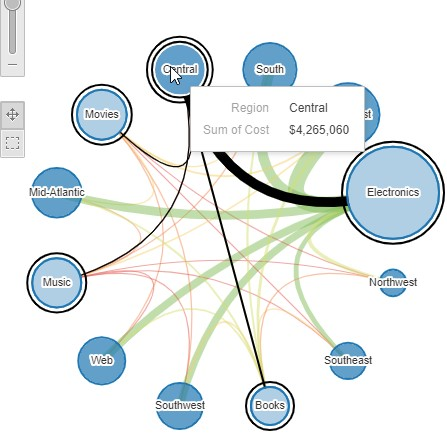 Central
South
Movies
st
Region Central
Sum of Cost $4,265,060
Mid-Atlantic
Electronics
Music
Northwest
Web
Southeast
Southwest
Books